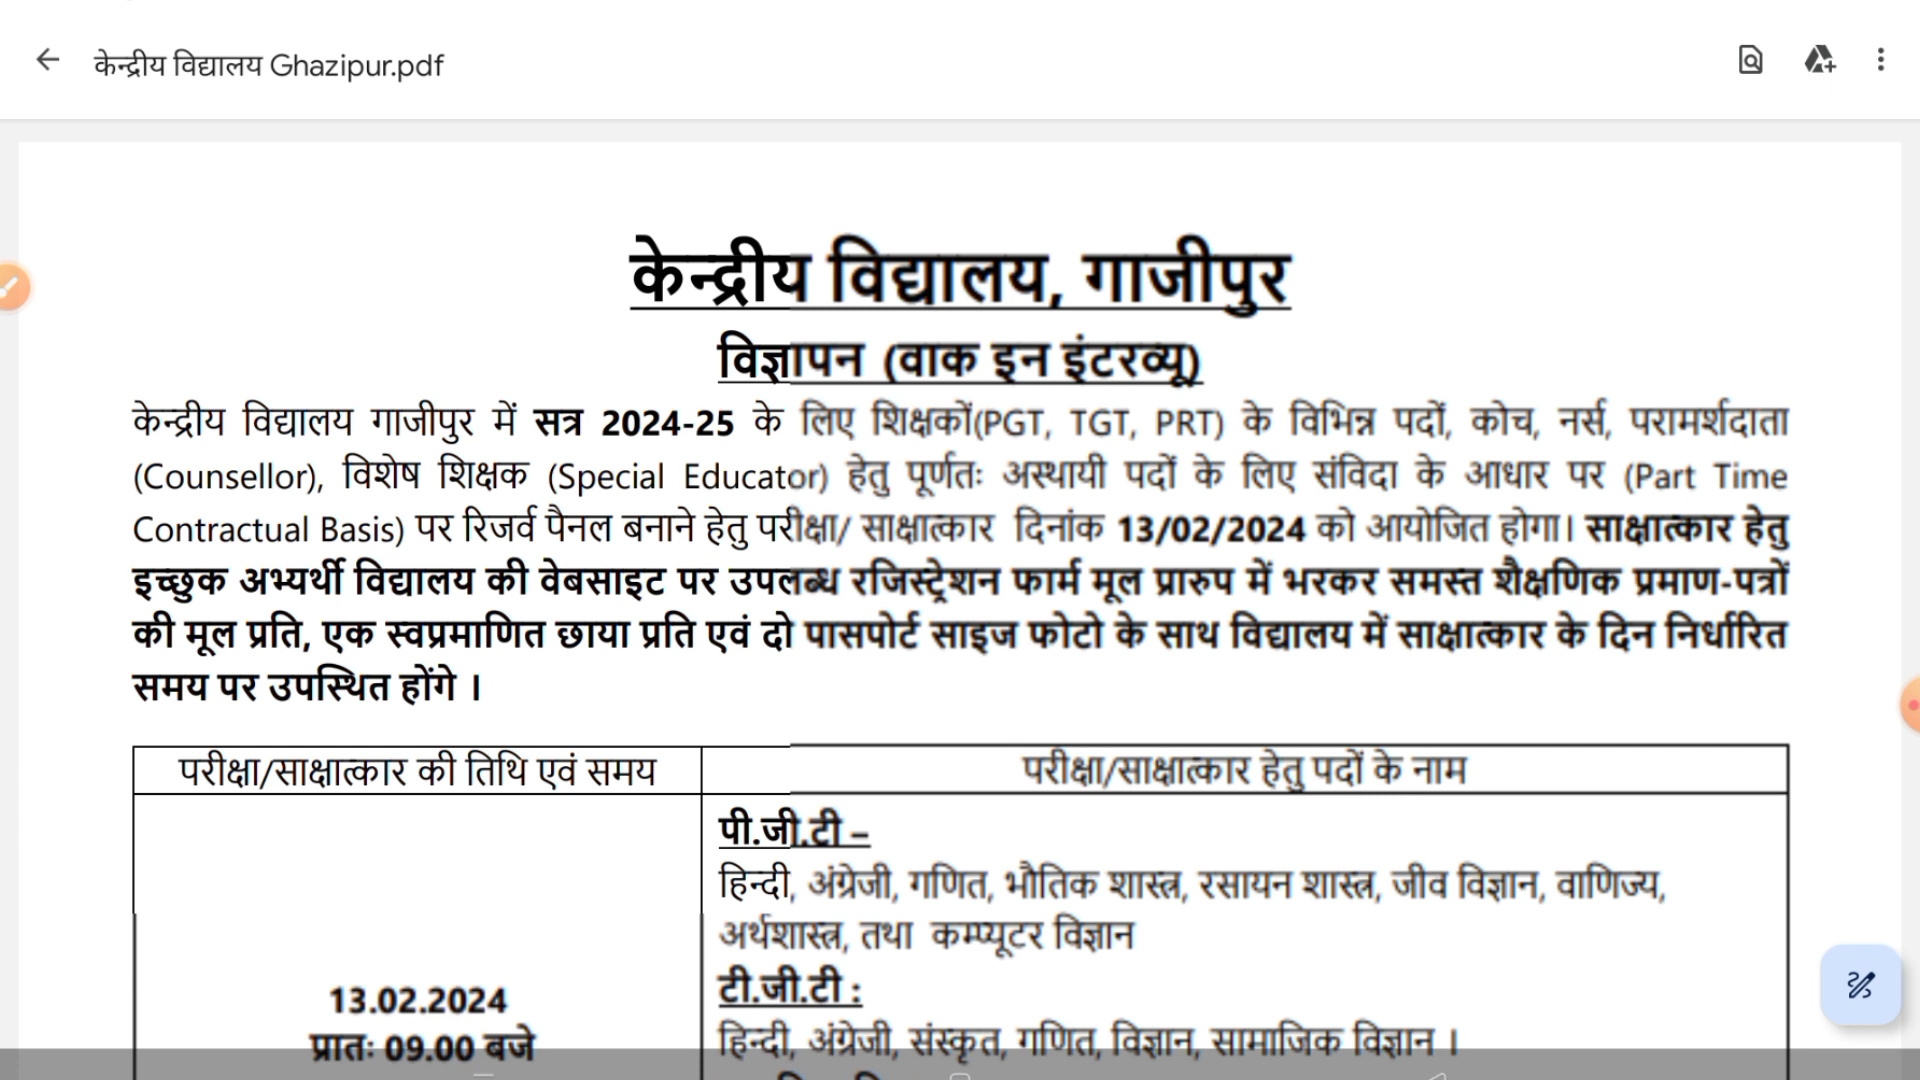 केन्द्रीय विद्यालय Ghazipur.pdf
केन्द्रीय विद्यालय, गाजीपुर
विज्ञापन (वाक इन इंटरव्यू)
केन्द्रीय विद्यालय गाजीपुर में सत्र 2024-25 के लिए शिक्षकों(PGT, TGT, PRT) के विभिन्न पदों, कोच, नर्स, परामर्शदाता
(Counsellor), विशेष शिक्षक (Special Educator) हेतु पूर्णतः अस्थायी पदों के लिए संविदा के आधार पर (Part Time
Contractual Basis) पर रिजर्व पैनल बनाने हेतु परीक्षा/ साक्षात्कार दिनांक 13/02/2024 को आयोजित होगा। साक्षात्कार हेतु
इच्छुक अभ्यर्थी विद्यालय की वेबसाइट पर उपलब्ध रजिस्ट्रेशन फार्म मूल प्रारुप में भरकर समस्त शैक्षणिक प्रमाण-पत्रों
की मूल प्रति, एक स्वप्रमाणित छाया प्रति एवं दो पासपोर्ट साइज फोटो के साथ विद्यालय में साक्षात्कार के दिन निर्धारित
समय पर उपस्थित होंगे ।
परीक्षा/साक्षात्कार की तिथि एवं समय
परीक्षा/साक्षात्कार हेतु पदों के नाम
पी.जी.टी –
हिन्दी, अंग्रेजी, गणित, भौतिक शास्त्र, रसायन शास्त्र, जीव विज्ञान, वाणिज्य,
अर्थशास्त्र, तथा कम्प्यूटर विज्ञान
टी.जी.टी :
हिन्दी, अंग्रेजी, संस्कृत, गणित, विज्ञान, सामाजिक विज्ञान ।
13.02.2024
प्रातः 09.00 बजे